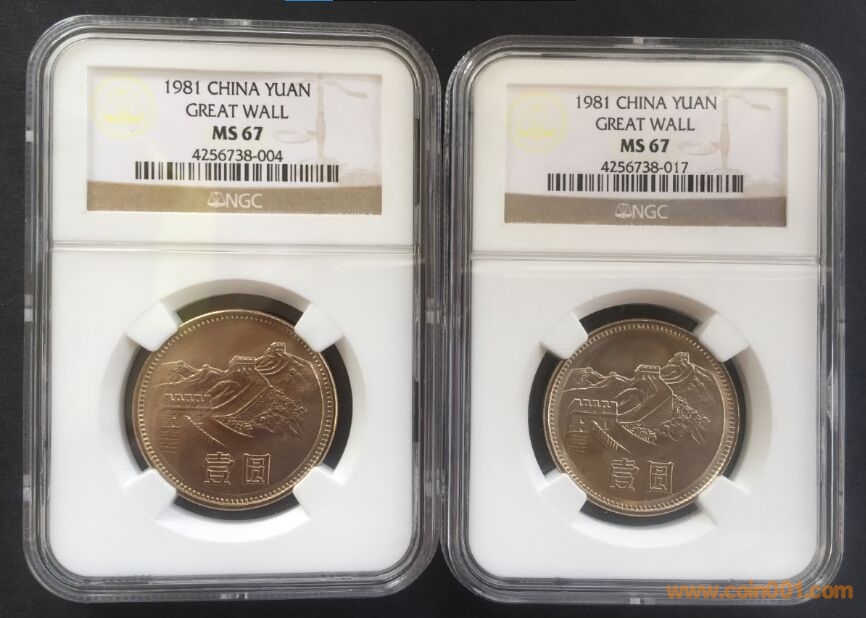 1981 CHINA YUAN
GREAT WALL
MS 67
4256738-004
NGC
壹圆
1981 CHINA YUAN
GREAT WALL
MS 67
4256738-017
NGC
壹圆
www.coin001.com